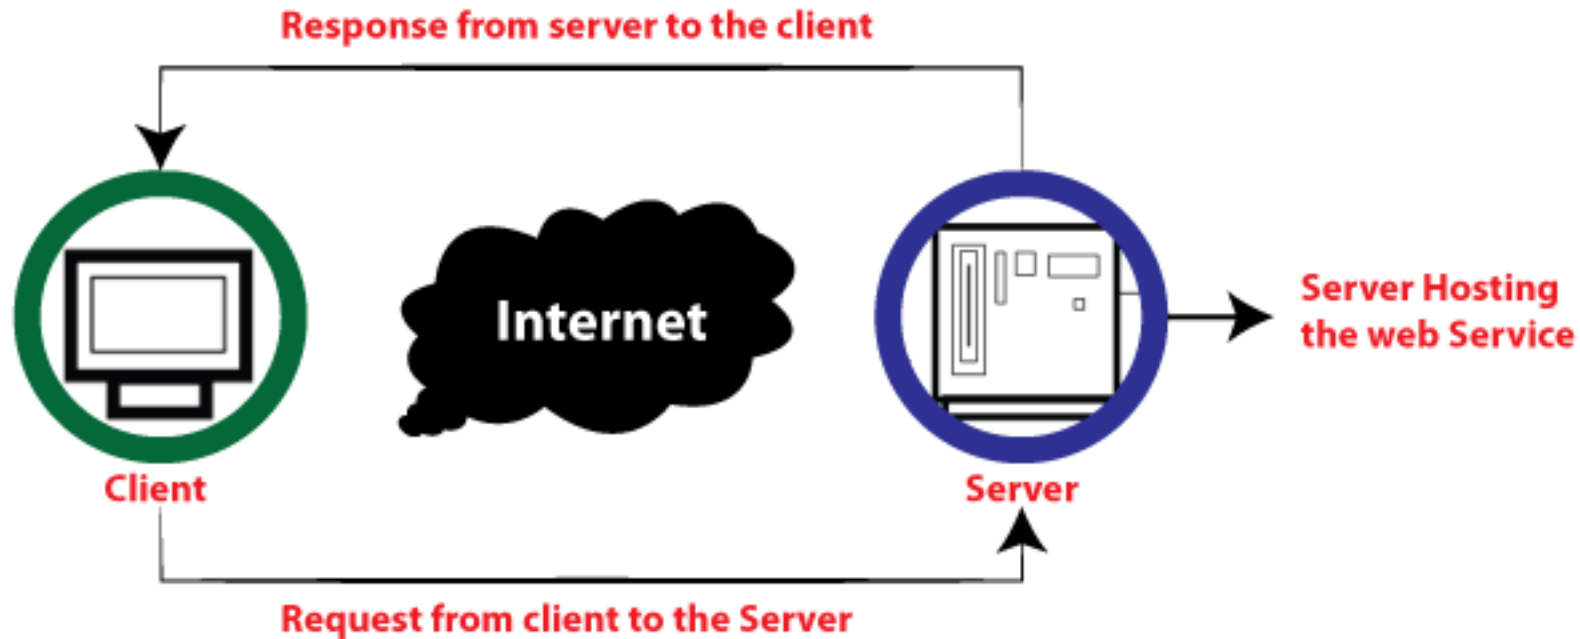 Response from server to the client
Internet
Server Hosting
the web Service
Client
Server
Request from client to the Server